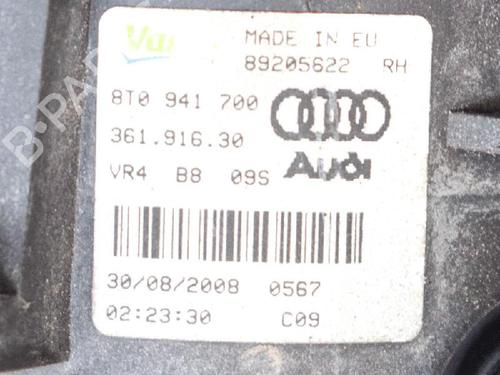 MADE IN EU
89205622 RH
8T0 941 700
361.916.30
Audi
VR4 B8 09S
30/08/2008 0567
02:23:30 C09
B-PARTS